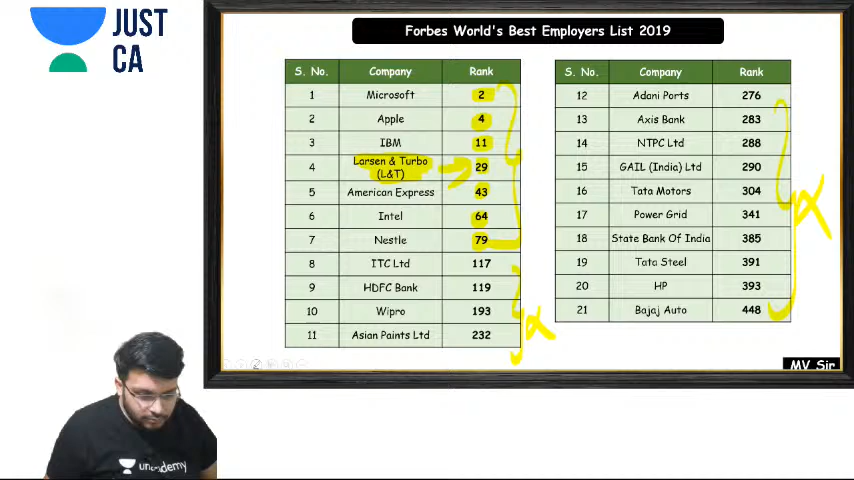 JUST
CA
Forbes World's Best Employers List 2019
S. No. Company Rank
1 Microsoft 2
2 Apple 4
3 IBM 11
4 Larsen & Turbo (L&T) 29
5 American Express 43
6 Intel 64
7 Nestle 79
8 ITC Ltd 117
9 HDFC Bank 119
10 Wipro 193
11 Asian Paints Ltd 232
S. No. Company Rank
12 Adani Ports 276
13 Axis Bank 283
14 NTPC Ltd 288
15 GAIL (India) Ltd 290
16 Tata Motors 304
17 Power Grid 341
18 State Bank Of India 385
19 Tata Steel 391
20 HP 393
21 Bajaj Auto 448
MV Sir
unacademy